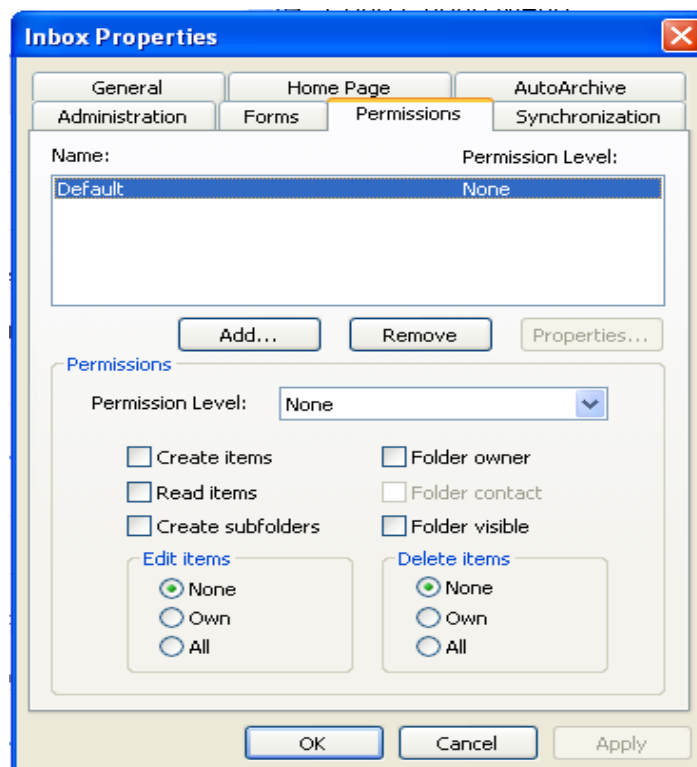 Inbox Properties
General Home Page AutoArchive
Administration Forms Permissions Synchronization
Name: Permission Level:
Default None
Add... Remove Properties...
Permissions
Permission Level: None
Create items Folder owner
Read items Folder contact
Create subfolders Folder visible
Edit items Delete items
None None
Own Own
All All
OK Cancel Apply